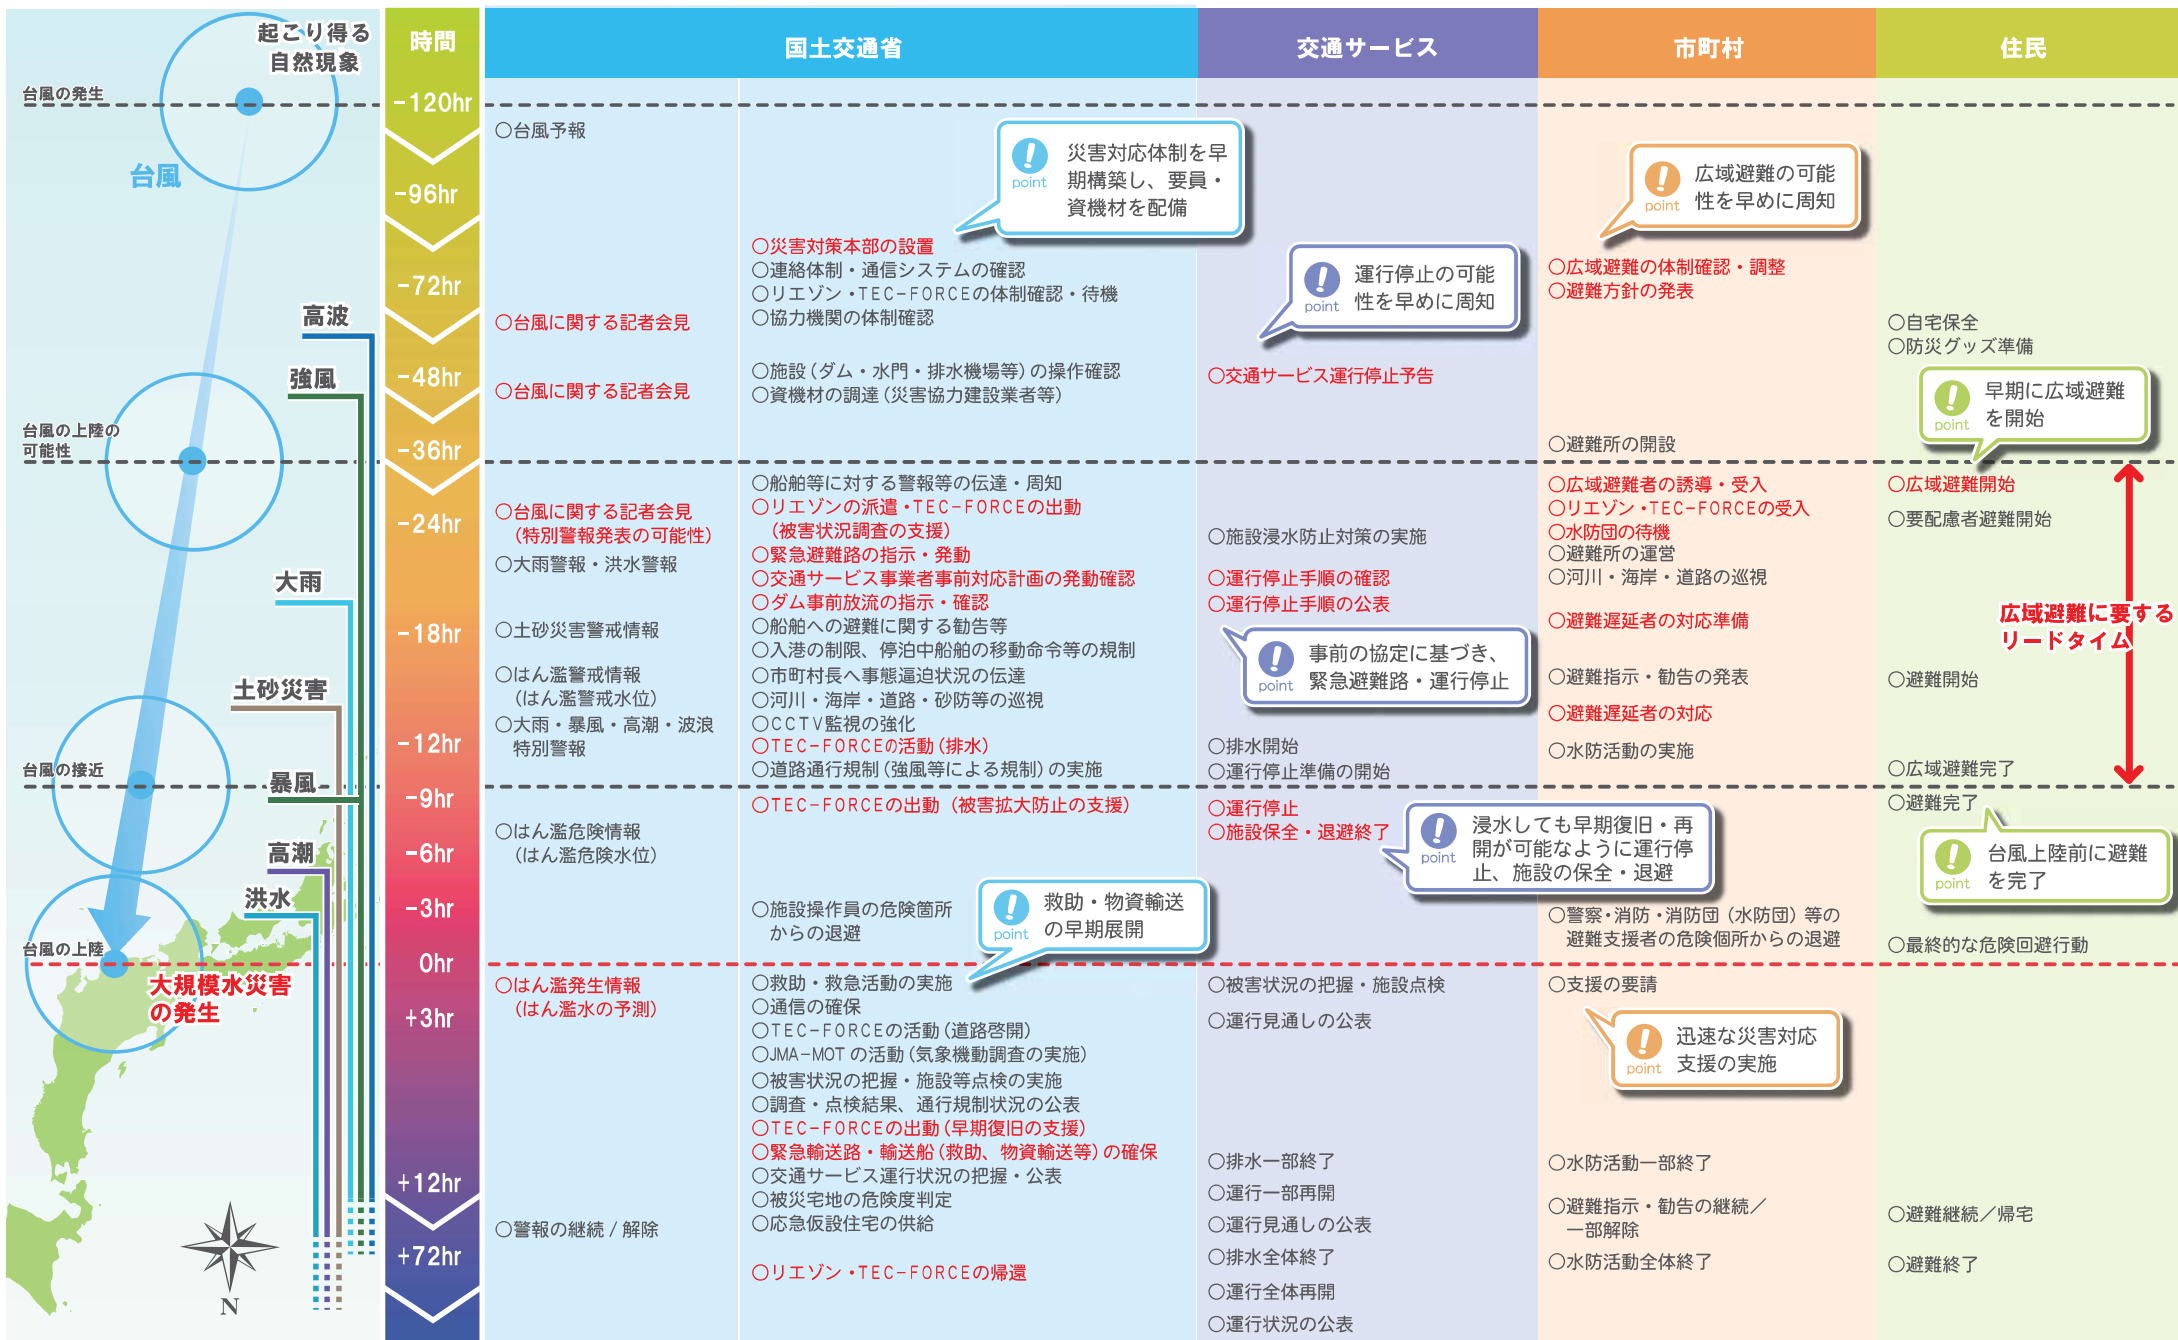 起こり得る
自然現象
台風の発生
台風
高波
強風
台風の上陸の
可能性
大雨
土砂災害
台風の接近
暴風
高潮
洪水
台風の上陸
大規模水災害
の発生
N
時間
-120hr
-96hr
-72hr
-48hr
-36hr
-24hr
-18hr
-12hr
-9hr
-6hr
-3hr
0hr
+3hr
+12hr
+72hr
国土交通省
○台風予報
○台風に関する記者会見
○台風に関する記者会見
○台風に関する記者会見
(特別警報発表の可能性)
○大雨警報・洪水警報
○土砂災害警戒情報
○はん濫警戒情報
(はん濫警戒水位)
○大雨・暴風・高潮・波浪
特別警報
○はん濫危険情報
(はん濫危険水位)
○はん濫発生情報
(はん濫水の予測)
○警報の継続/解除
point
災害対応体制を早
期構築し、要員・
資機材を配備
○災害対策本部の設置
○連絡体制・通信システムの確認
○リエゾン・TEC-FORCEの体制確認・待機
○協力機関の体制確認
○施設(ダム・水門・排水機場等)の操作確認
○資機材の調達(災害協力建設業者等)
○船舶等に対する警報等の伝達・周知
○リエゾンの派遣・TEC-FORCEの出動
(被害状況調査の支援)
○緊急避難路の指示・発動
○交通サービス事業者事前対応計画の発動確認
○ダム事前放流の指示・確認
○船舶への避難に関する勧告等
○入港の制限、停泊中船舶の移動命令等の規制
○市町村長へ事態逼迫状況の伝達
○河川・海岸・道路・砂防等の巡視
○CCTV監視の強化
○TEC-FORCEの活動(排水)
○道路通行規制(強風等による規制)の実施
○TEC-FORCEの出動 (被害拡大防止の支援)
○施設操作員の危険箇所
からの退避
point
救助・物資輸送
の早期展開
○救助・救急活動の実施
○通信の確保
○TEC-FORCEの活動(道路啓開)
○JMA-MOTの活動(気象機動調査の実施)
○被害状況の把握・施設等点検の実施
○調査・点検結果、通行規制状況の公表
○TEC-FORCEの出動(早期復旧の支援)
○緊急輸送路・輸送船(救助、物資輸送等)の確保
○交通サービス運行状況の把握・公表
○被災宅地の危険度判定
○応急仮設住宅の供給
○リエゾン・TEC-FORCEの帰還
交通サービス
point
運行停止の可能
性を早めに周知
○交通サービス運行停止予告
○施設浸水防止対策の実施
○運行停止手順の確認
○運行停止手順の公表
point
事前の協定に基づき、
緊急避難路・運行停止
○排水開始
○運行停止準備の開始
○運行停止
○施設保全・退避終了
point
浸水しても早期復旧・再
開が可能なように運行停
止、施設の保全・退避
○被害状況の把握・施設点検
○運行見通しの公表
○排水一部終了
○運行一部再開
○運行見通しの公表
○排水全体終了
○運行全体再開
○運行状況の公表
市町村
point
広域避難の可能
性を早めに周知
○広域避難の体制確認・調整
○避難方針の発表
○避難所の開設
○広域避難者の誘導・受入
○リエゾン・TEC-FORCEの受入
○水防団の待機
○避難所の運営
○河川・海岸・道路の巡視
○避難遅延者の対応準備
○避難指示・勧告の発表
○避難遅延者の対応
○水防活動の実施
○警察・消防・消防団(水防団)等の
避難支援者の危険個所からの退避
○支援の要請
point
迅速な災害対応
支援の実施
○水防活動一部終了
○避難指示・勧告の継続／
一部解除
○水防活動全体終了
住民
○自宅保全
○防災グッズ準備
point
早期に広域避難
を開始
○広域避難開始
○要配慮者避難開始
広域避難に要する
リードタイム
○避難開始
○広域避難完了
○避難完了
point
台風上陸前に避難
を完了
○最終的な危険回避行動
○避難継続／帰宅
○避難終了